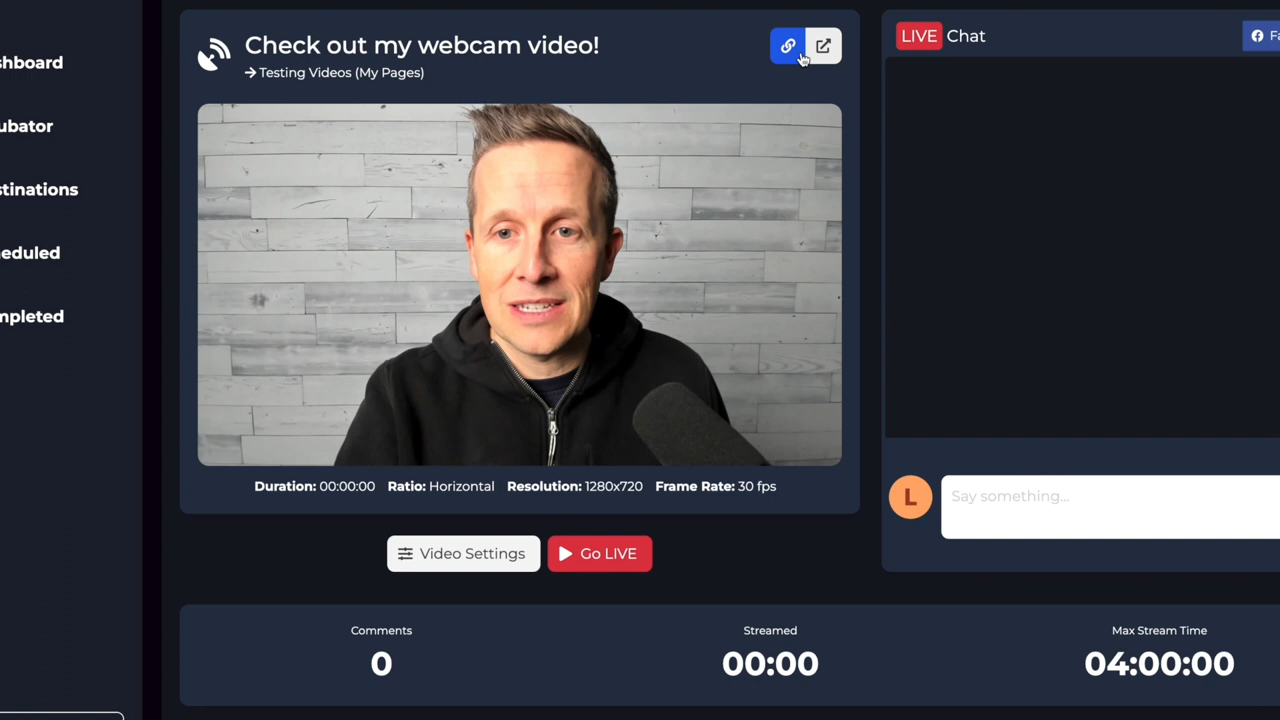 shboard
ubator
stinations
eduled
mpleted
Check out my webcam video!
→ Testing Videos (My Pages)
Duration: 00:00:00 Ratio: Horizontal Resolution: 1280x720 Frame Rate: 30 fps
Video Settings
Go LIVE
LIVE Chat
Fa
L
Say something...
Comments
0
Streamed
00:00
Max Stream Time
04:00:00